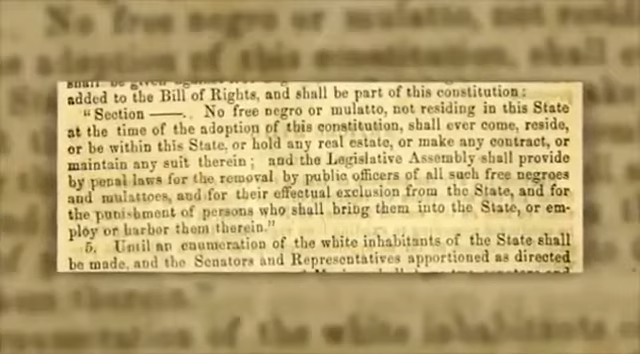 No free negro or mulatto, not resid
adoption of this constitution, shall e
shall be given against
added to the Bill of Rights, and shall be part of this constitution:
"Section ——. No free negro or mulatto, not residing in this State
at the time of the adoption of this constitution, shall ever come, reside,
or be within this State, or hold any real estate, or make any contract, or
maintain any suit therein; and the Legislative Assembly shall provide
by penal laws for the removal by public officers of all such free negroes
and mulattoes, and for their effectual exclusion from the State, and for
the punishment of persons who shall bring them into the State, or em-
ploy or harbor them therein."
5. Until an enumeration of the white inhabitants of the State shall
be made, and the Senators and Representatives apportioned as directed
of the white inhabitants